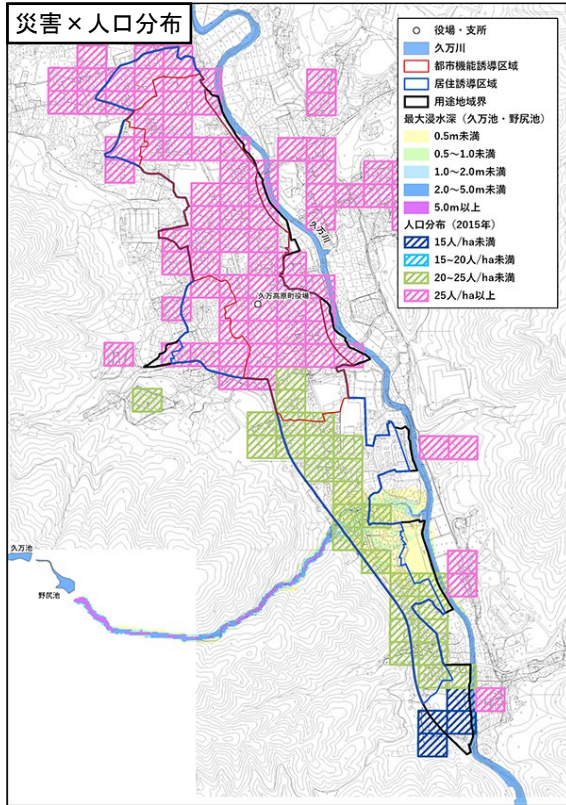 災害×人口分布
役場・支所
久万川
都市機能誘導区域
居住誘導区域
用途地域界
最大浸水深（久万池・野尻池）
0.5m未満
0.5～1.0未満
1.0～2.0m未満
2.0～5.0m未満
5.0m以上
人口分布（2015年）
15人/ha未満
15~20人/ha未満
20~25人/ha未満
25人/ha以上
久万川
久万高原町役場
久万池
野尻池